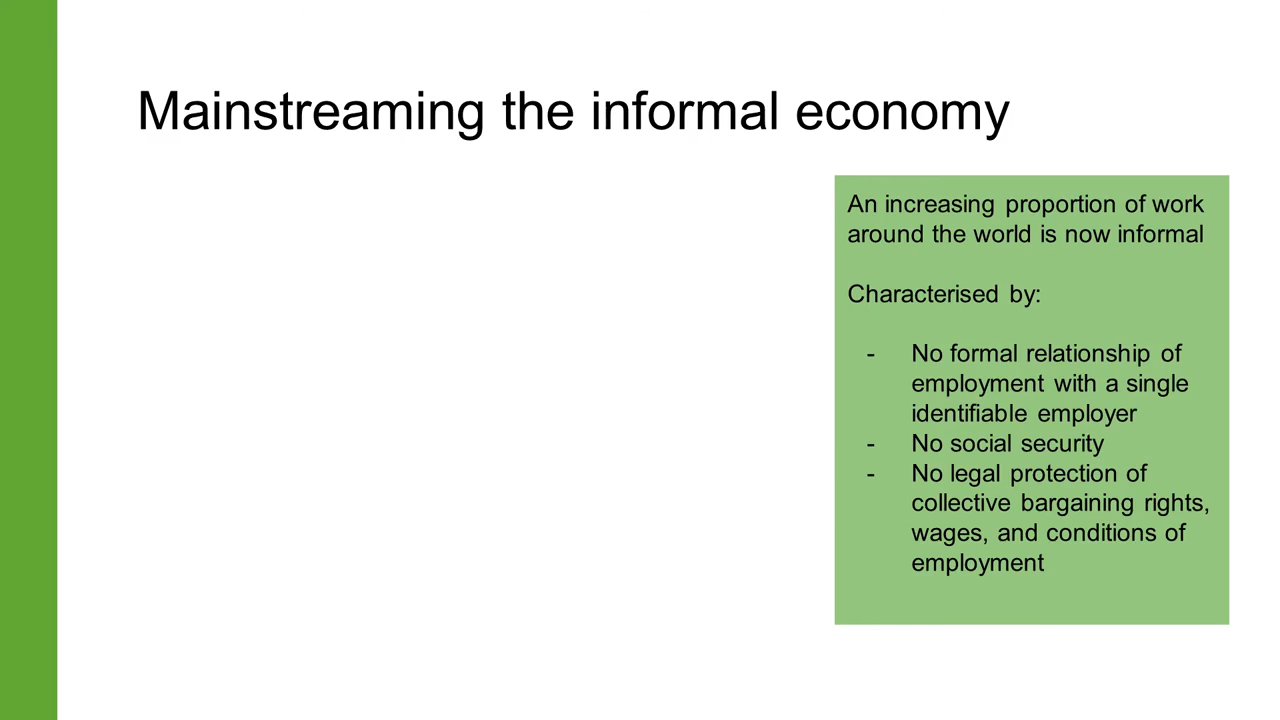 Mainstreaming the informal economy
An increasing proportion of work
around the world is now informal
Characterised by:
- No formal relationship of
employment with a single
identifiable employer
- No social security
- No legal protection of
collective bargaining rights,
wages, and conditions of
employment